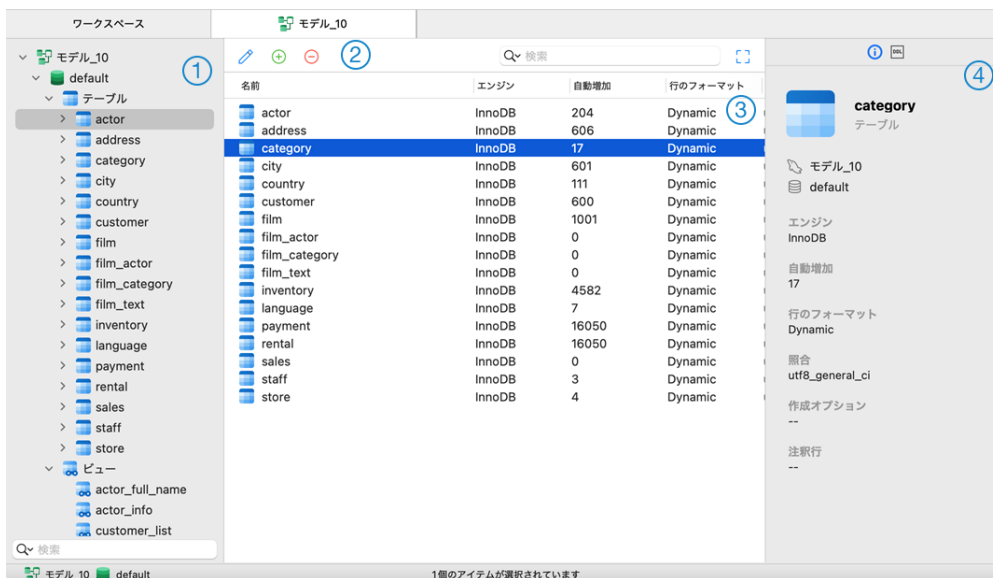 ワークスペース
モデル_10
モデル_10
default
テーブル
actor
address
category
city
country
customer
film
film_actor
film_category
film_text
inventory
language
payment
rental
sales
staff
store
ビュー
actor_full_name
actor_info
customer_list
検索
1
2
検索
名前 エンジン 自動増加 行のフォーマット
3
actor InnoDB 204 Dynamic
address InnoDB 606 Dynamic
category InnoDB 17 Dynamic
city InnoDB 601 Dynamic
country InnoDB 111 Dynamic
customer InnoDB 600 Dynamic
film InnoDB 1001 Dynamic
film_actor InnoDB 0 Dynamic
film_category InnoDB 0 Dynamic
film_text InnoDB 0 Dynamic
inventory InnoDB 4582 Dynamic
language InnoDB 7 Dynamic
payment InnoDB 16050 Dynamic
rental InnoDB 16050 Dynamic
sales InnoDB 0 Dynamic
staff InnoDB 3 Dynamic
store InnoDB 4 Dynamic
DDL
4
category
テーブル
モデル_10
default
エンジン
InnoDB
自動増加
17
行のフォーマット
Dynamic
照合
utf8_general_ci
作成オプション
--
注釈行
--
モデル_10 default
1個のアイテムが選択されています